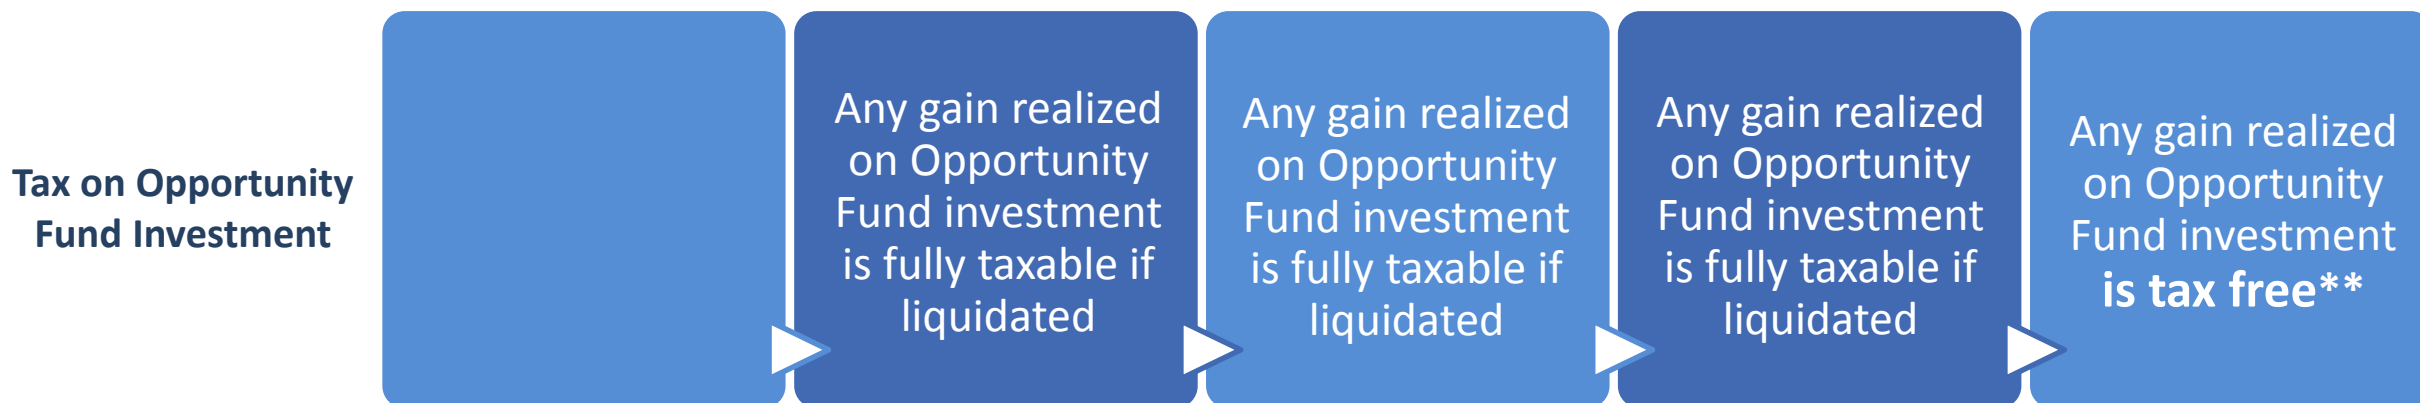 Tax on Opportunity
Fund Investment
Any gain realized
on Opportunity
Fund investment
is fully taxable if
liquidated
Any gain realized
on Opportunity
Fund investment
is fully taxable if
liquidated
Any gain realized
on Opportunity
Fund investment
is fully taxable if
liquidated
Any gain realized
on Opportunity
Fund investment
is tax free**